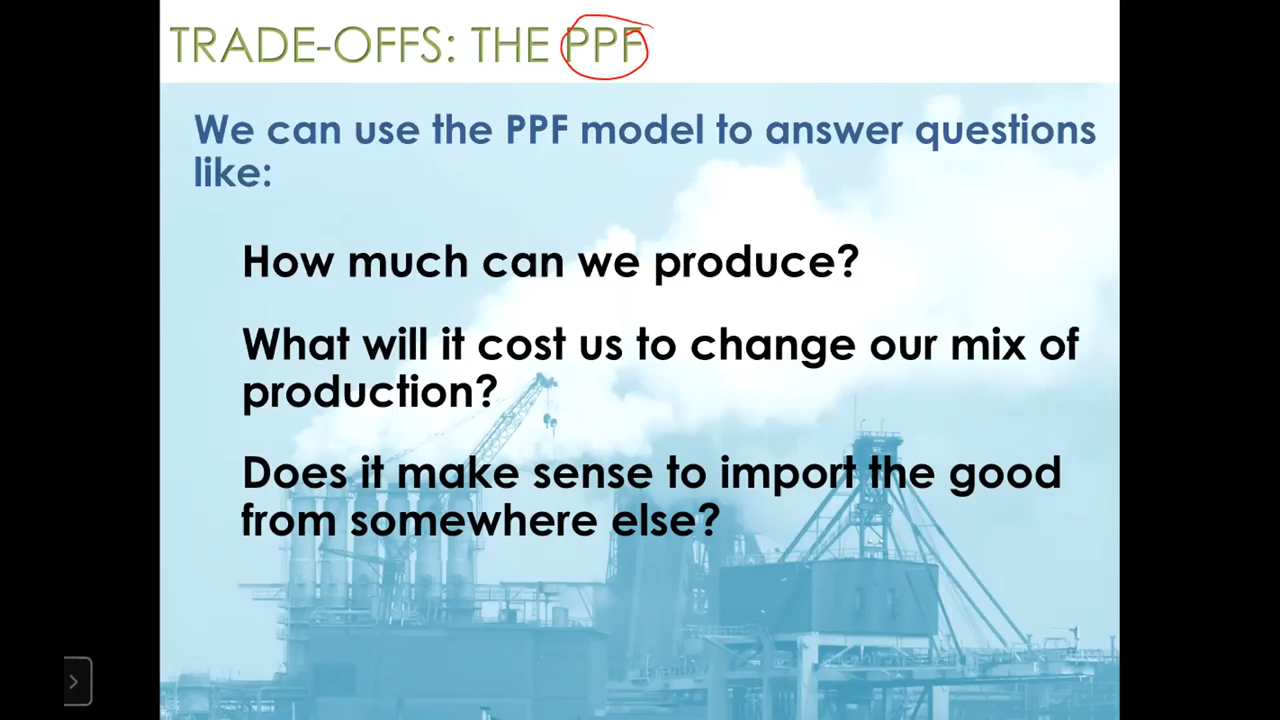 TRADE-OFFS: THE PPF
We can use the PPF model to answer questions
like:
How much can we produce?
What will it cost us to change our mix of
production?
Does it make sense to import the good
from somewhere else?